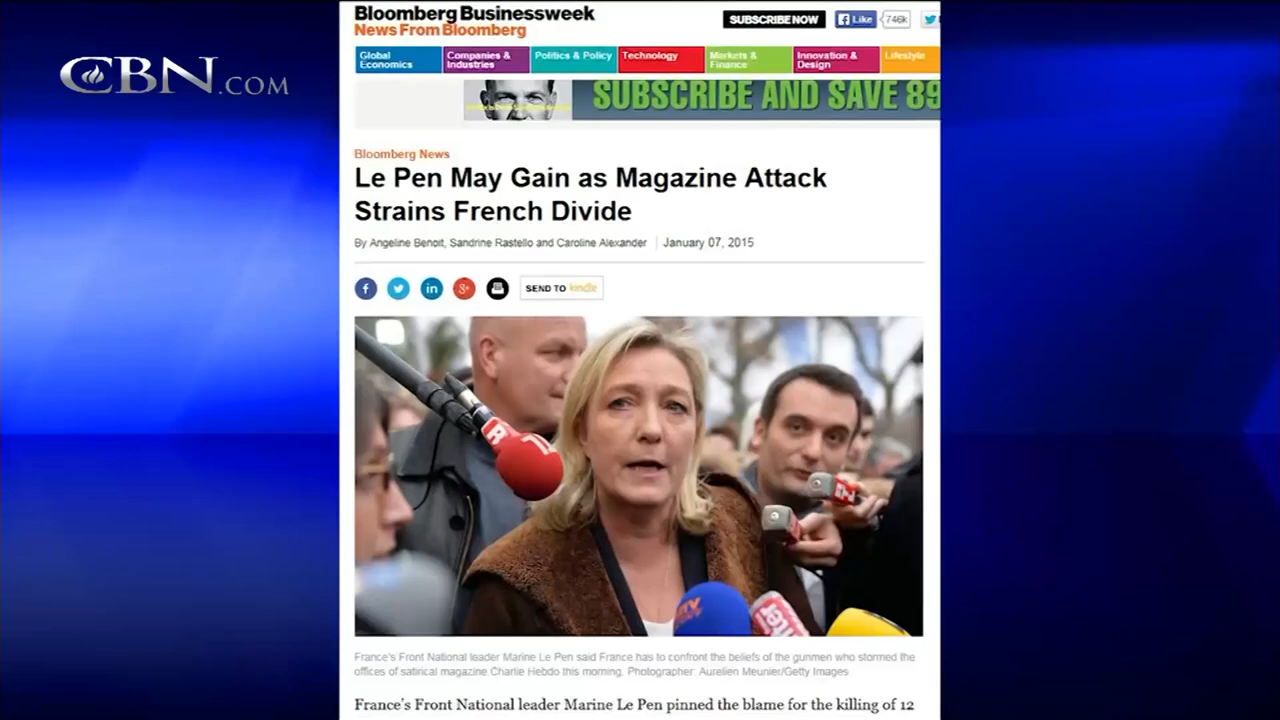 CBN.COM
Bloomberg Businessweek
News From Bloomberg
SUBSCRIBE NOW
Like
746k
Global
Economics
Companies &
Industries
Politics & Policy
Technology
Markets &
Finance
Innovation &
Design
Lifestyle
SUBSCRIBE AND SAVE 89
Bloomberg News
Le Pen May Gain as Magazine Attack
Strains French Divide
By Angeline Benoit, Sandrine Rastello and Caroline Alexander | January 07, 2015
SEND TO kindle
France's Front National leader Marine Le Pen said France has to confront the beliefs of the gunmen who stormed the
offices of satirical magazine Charlie Hebdo this morning. Photographer: Aurelien Meunier/Getty Images
France's Front National leader Marine Le Pen pinned the blame for the killing of 12